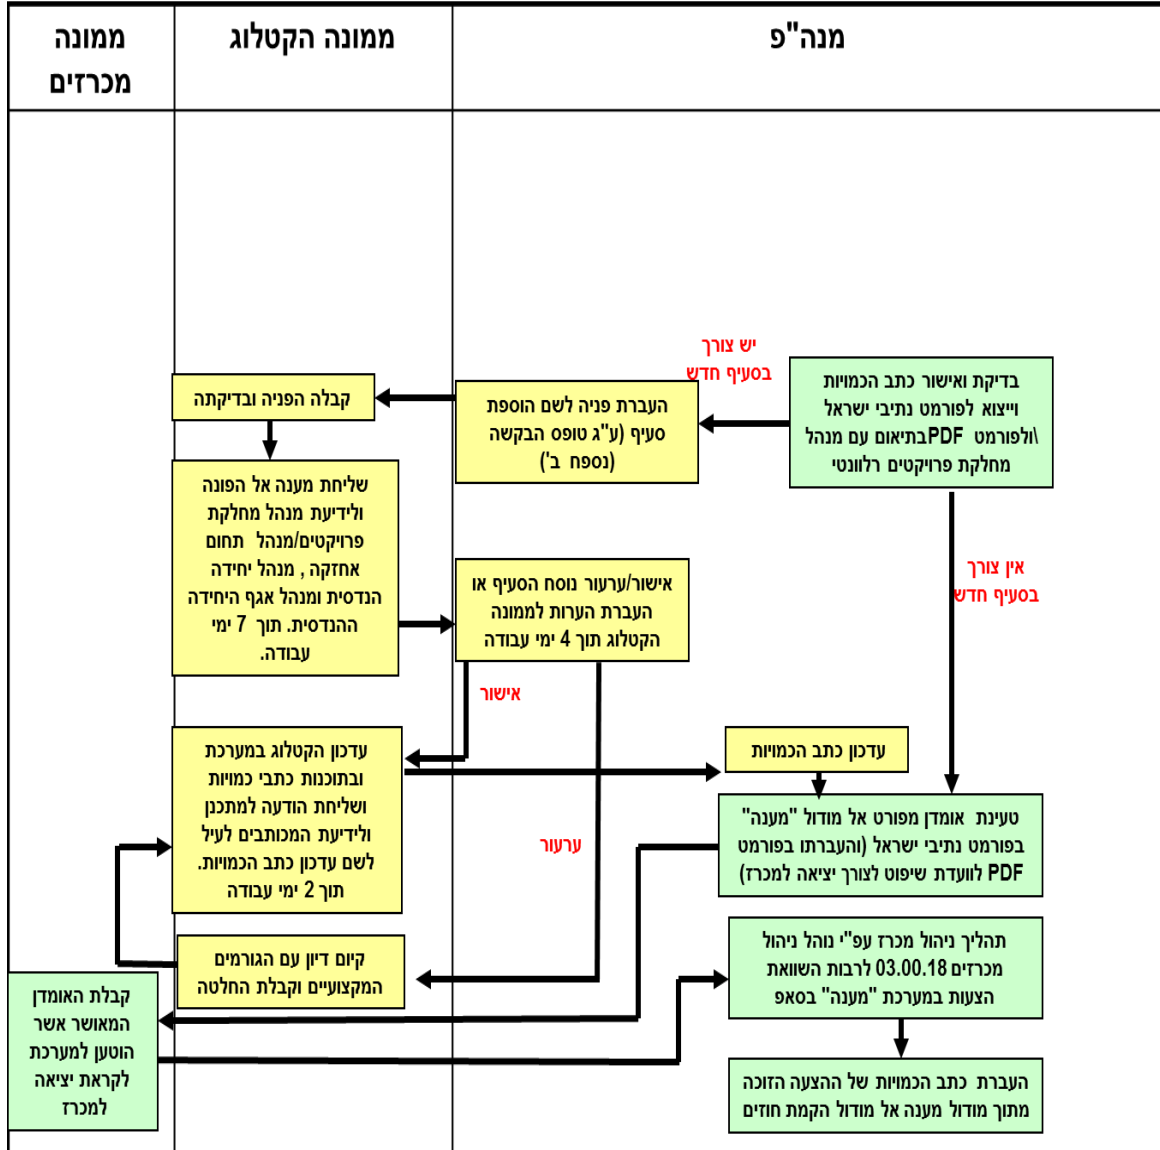 מנה"פ
ממונה הקטלוג
ממונה
מכרזים
יש צורך
בסעיף חדש
בדיקת ואישור כתב הכמויות
וייצוא לפורמט נתיבי ישראל
\ולפורמט PDFבתיאום עם מנהל
מחלקת פרויקטים רלוונטי
העברת פניה לשם הוספת
סעיף (ע"ג טופס הבקשה
(נספח ב')
קבלה הפניה ובדיקתה
שליחת מענה אל הפונה
ולידיעת מנהל מחלקת
פרויקטים/מנהל תחום
אחזקה , מנהל יחידה
הנדסית ומנהל אגף היחידה
ההנדסית. תוך 7 ימי
עבודה.
אישור/ערעור נוסח הסעיף או
העברת הערות לממונה
הקטלוג תוך 4 ימי עבודה
אין צורך
בסעיף חדש
אישור
עדכון הקטלוג במערכת
ובתוכנות כתבי כמויות
ושליחת הודעה למתכנן
ולידיעת המכותבים לעיל
לשם עדכון כתב הכמויות.
תוך 2 ימי עבודה
עדכון כתב הכמויות
ערעור
טעינת אומדן מפורט אל מודול "מענה"
בפורמט נתיבי ישראל (והעברתו בפורמט
PDF לוועדת שיפוט לצורך יציאה למכרז)
קיום דיון עם הגורמים
המקצועיים וקבלת החלטה
תהליך ניהול מכרז עפ"י נוהל ניהול
מכרזים 03.00.18 לרבות השוואת
הצעות במערכת "מענה" בסאפ
קבלת האומדן
המאושר אשר
הוטען למערכת
לקראת יציאה
למכרז
העברת כתב הכמויות של ההצעה הזוכה
מתוך מודול מענה אל מודול הקמת חוזים